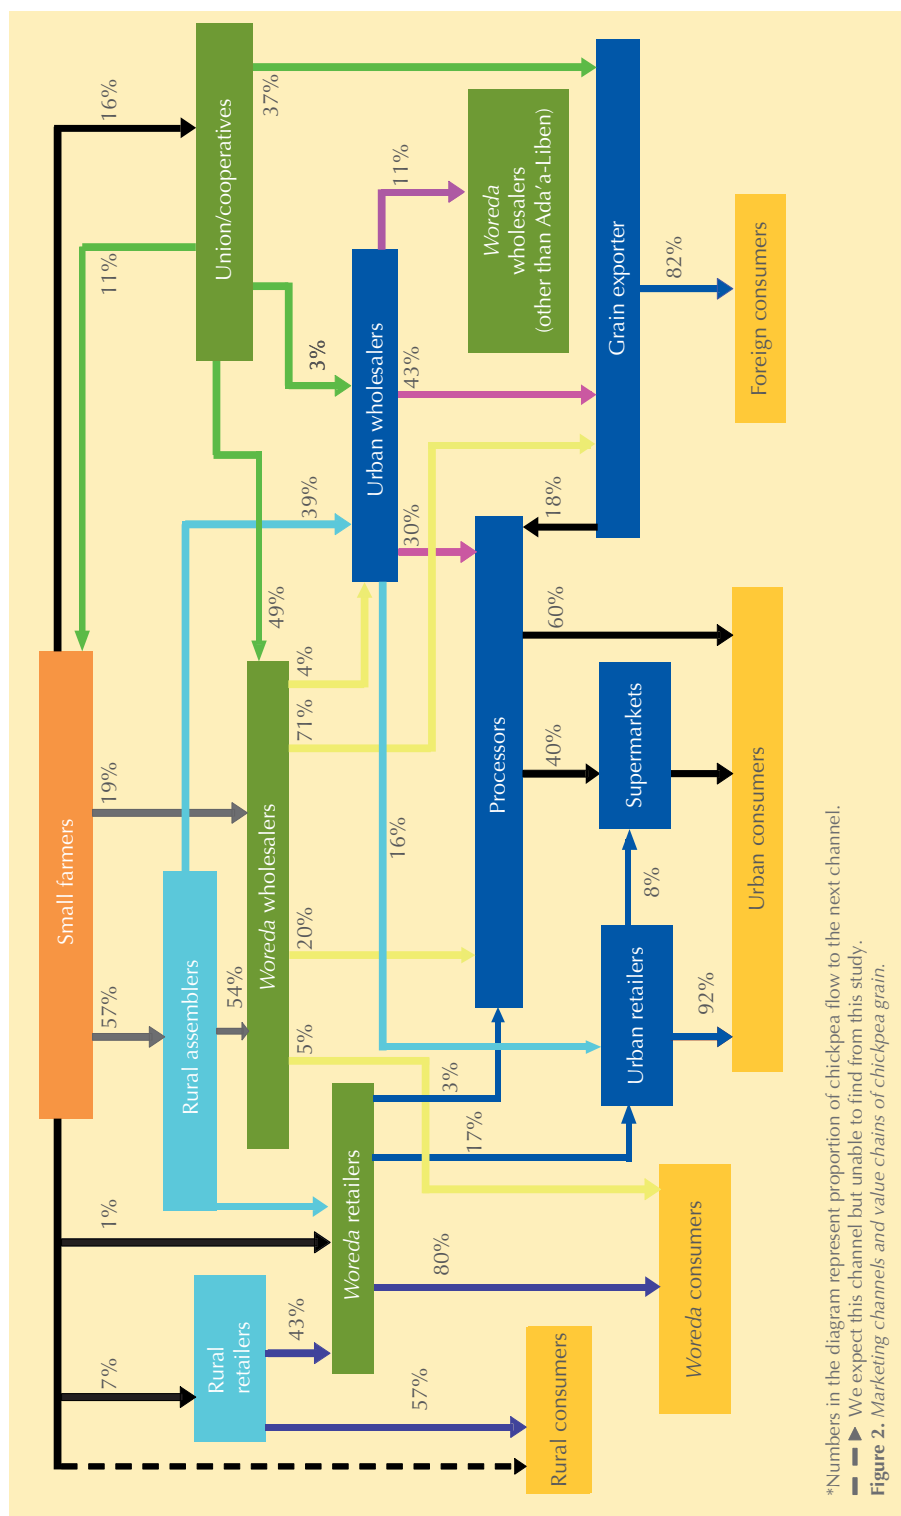 Small farmers
7%
1%
57%
19%
11%
16%
Rural
retailers
Rural assemblers
Union/cooperatives
43%
54%
Woreda wholesalers
39%
3%
37%
5%
20%
71%
4%
49%
Woreda retailers
Urban wholesalers
57%
80%
17%
3%
16%
30%
43%
11%
Woreda
wholesalers
(other than Ada’a-Liben)
Processors
40%
60%
18%
Rural consumers
Urban retailers
8%
Supermarkets
Grain exporter
92%
82%
Woreda consumers
Urban consumers
Foreign consumers
*Numbers in the diagram represent proportion of chickpea flow to the next channel.
We expect this channel but unable to find from this study.
Figure 2. Marketing channels and value chains of chickpea grain.